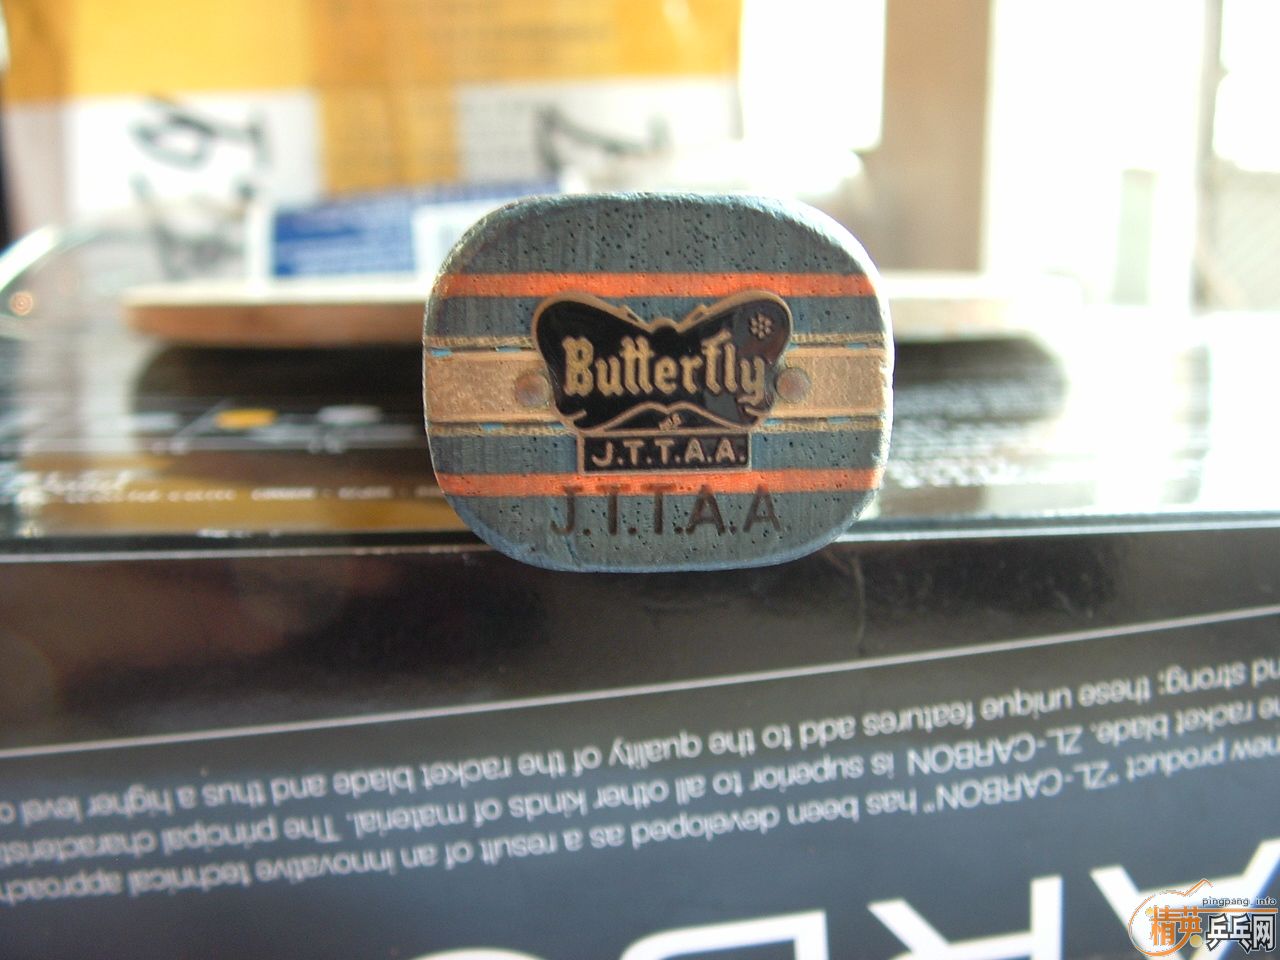 Butterfly
J.T.T.A.A.
J.T.T.A.A
new product "ZL-CARBON" has been developed as a result of an innovative technical approach
racket blade. ZL-CARBON is superior to all other kinds of material. The principal
and strong: these unique features add to the quality of the racket blade and thus a higher level
pingpang.info
精英乒乓网